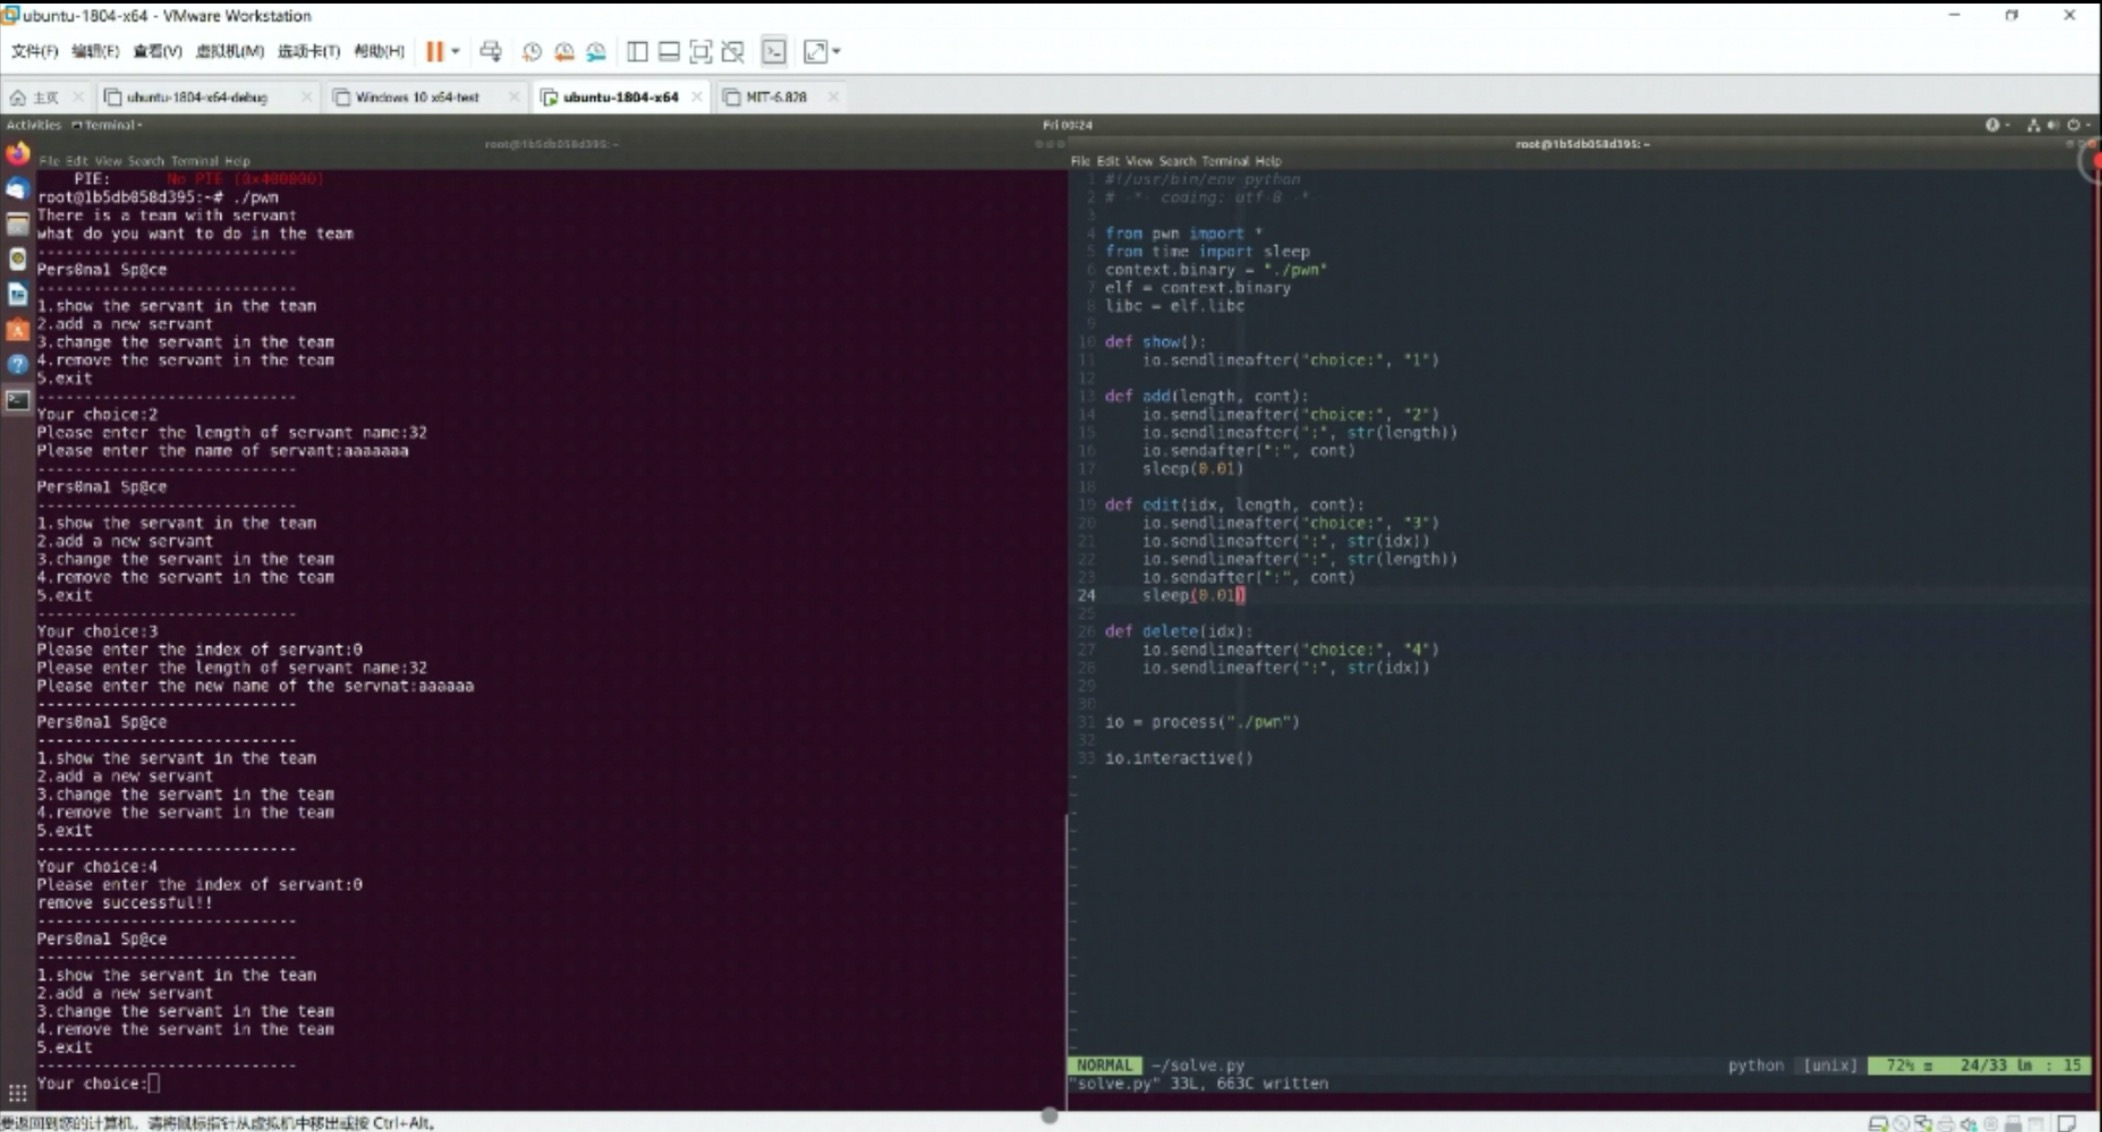 ubuntu-1804-x64 - VMware Workstation
文件(F) 编辑(E) 查看(V) 虚拟机(M) 选项卡(T) 帮助(H)
主页 ubuntu-1804-x64-debug Windows 10 x64-test ubuntu-1804-x64 MIT-6.828
Activities Terminal Fri 00:24
root@1b5db058d395: ~
File Edit View Search Terminal Help
PIE: No PIE (0x400000)
root@1b5db058d395:~# ./pwn
There is a team with servant
what do you want to do in the team
----------------------------
Pers0nal Sp@ce
----------------------------
1.show the servant in the team
2.add a new servant
3.change the servant in the team
4.remove the servant in the team
5.exit
----------------------------
Your choice:2
Please enter the length of servant name:32
Please enter the name of servant:aaaaaaa
----------------------------
Pers0nal Sp@ce
----------------------------
1.show the servant in the team
2.add a new servant
3.change the servant in the team
4.remove the servant in the team
5.exit
----------------------------
Your choice:3
Please enter the index of servant:0
Please enter the length of servant name:32
Please enter the new name of the servnat:aaaaaa
----------------------------
Pers0nal Sp@ce
----------------------------
1.show the servant in the team
2.add a new servant
3.change the servant in the team
4.remove the servant in the team
5.exit
----------------------------
Your choice:4
Please enter the index of servant:0
remove successful!!
----------------------------
Pers0nal Sp@ce
----------------------------
1.show the servant in the team
2.add a new servant
3.change the servant in the team
4.remove the servant in the team
5.exit
----------------------------
Your choice:
root@1b5db058d395: ~
File Edit View Search Terminal Help
1 #!/usr/bin/env python
2 # -*- coding: utf-8 -*
3
4 from pwn import *
5 from time import sleep
6 context.binary = "./pwn"
7 elf = context.binary
8 libc = elf.libc
9
10 def show():
11 io.sendlineafter("choice:", "1")
12
13 def add(length, cont):
14 io.sendlineafter("choice:", "2")
15 io.sendlineafter(":", str(length))
16 io.sendafter(":", cont)
17 sleep(0.01)
18
19 def edit(idx, length, cont):
20 io.sendlineafter("choice:", "3")
21 io.sendlineafter(":", str(idx))
22 io.sendlineafter(":", str(length))
23 io.sendafter(":", cont)
24 sleep(0.01)
25
26 def delete(idx):
27 io.sendlineafter("choice:", "4")
28 io.sendlineafter(":", str(idx))
29
30
31 io = process("./pwn")
32
33 io.interactive()
NORMAL ~/solve.py python [unix] 72% ≡ 24/33 ln : 15
"solve.py" 33L, 663C written
要返回到您的计算机，请将鼠标指针从虚拟机中移出或按 Ctrl+Alt。